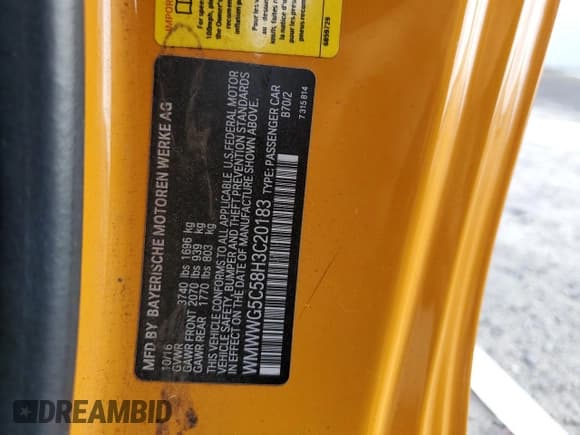 MFD BY BAYERISCHE MOTOREN WERKE AG
10/16
GVWR 3740 lbs 1696 kg
GAWR FRONT 2070 lbs 939 kg
GAWR REAR 1770 lbs 803 kg
THIS VEHICLE CONFORMS TO ALL APPLICABLE U.S.FEDERAL MOTOR
VEHICLE SAFETY, BUMPER AND THEFT PREVENTION STANDARDS
IN EFFECT ON THE DATE OF MANUFACTURE SHOWN ABOVE.
WMWWG5C58H3C20183 TYPE: PASSENGER CAR
B70/2
7 315 814
6859729
DREAMBID